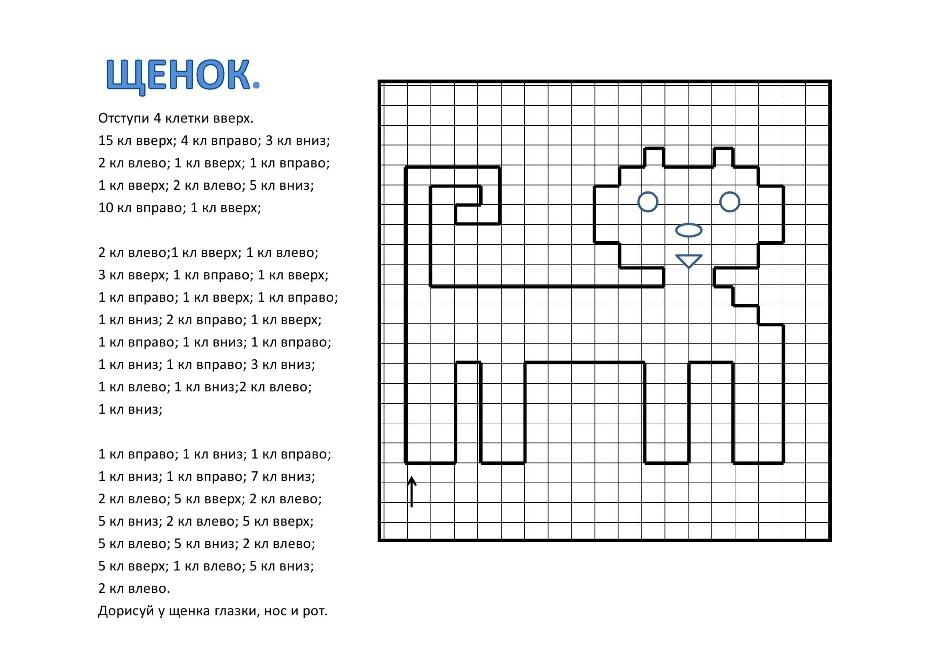 ЩЕНОК.
Отступи 4 клетки вверх.
15 кл вверх; 4 кл вправо; 3 кл вниз;
2 кл влево; 1 кл вверх; 1 кл вправо;
1 кл вверх; 2 кл влево; 5 кл вниз;
10 кл вправо; 1 кл вверх;
2 кл влево;1 кл вверх; 1 кл влево;
3 кл вверх; 1 кл вправо; 1 кл вверх;
1 кл вправо; 1 кл вверх; 1 кл вправо;
1 кл вниз; 2 кл вправо; 1 кл вверх;
1 кл вправо; 1 кл вниз; 1 кл вправо;
1 кл вниз; 1 кл вправо; 3 кл вниз;
1 кл влево; 1 кл вниз;2 кл влево;
1 кл вниз;
1 кл вправо; 1 кл вниз; 1 кл вправо;
1 кл вниз; 1 кл вправо; 7 кл вниз;
2 кл влево; 5 кл вверх; 2 кл влево;
5 кл вниз; 2 кл влево; 5 кл вверх;
5 кл влево; 5 кл вниз; 2 кл влево;
5 кл вверх; 1 кл влево; 5 кл вниз;
2 кл влево.
Дорисуй у щенка глазки, нос и рот.